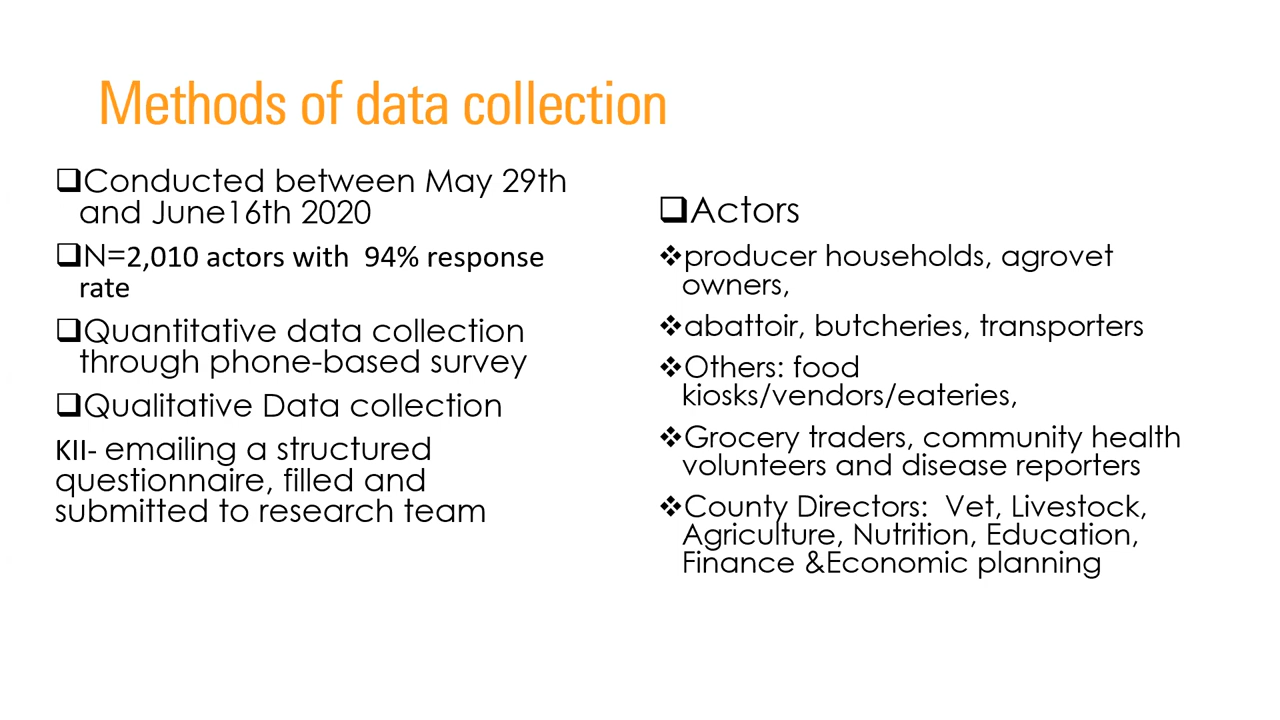 Methods of data collection
❑Conducted between May 29th
and June16th 2020
❑N=2,010 actors with  94% response
rate
❑Quantitative data collection
through phone-based survey
❑Qualitative Data collection
KII- emailing a structured
questionnaire, filled and
submitted to research team
❑Actors
❖producer households, agrovet
owners,
❖abattoir, butcheries, transporters
❖Others: food
kiosks/vendors/eateries,
❖Grocery traders, community health
volunteers and disease reporters
❖County Directors:  Vet, Livestock,
Agriculture, Nutrition, Education,
Finance &Economic planning